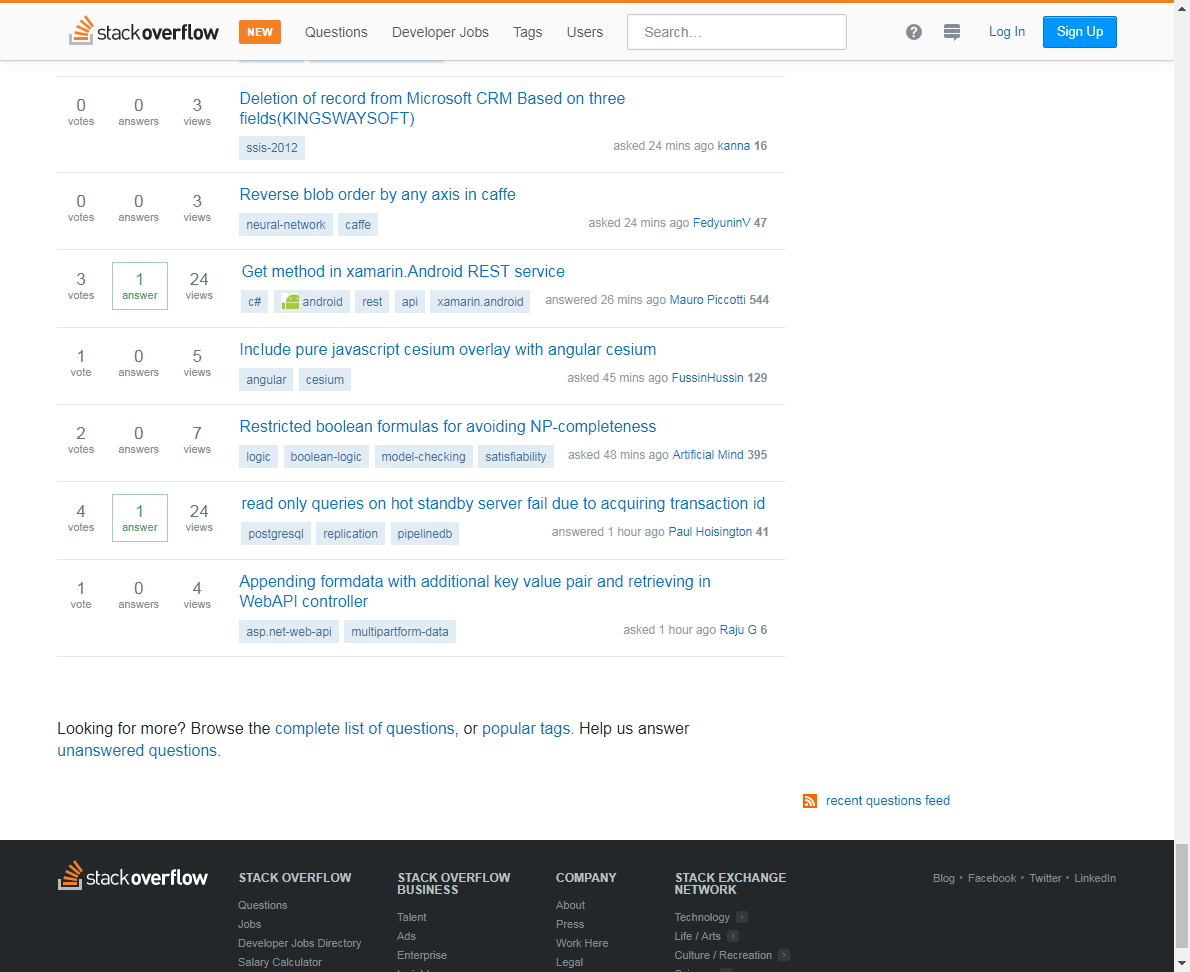 stackoverflow NEW Questions Developer Jobs Tags Users Search... ? Log In Sign Up
0 votes 0 answers 3 views
Deletion of record from Microsoft CRM Based on three
fields(KINGSWAYSOFT)
ssis-2012
asked 24 mins ago kanna 16
0 votes 0 answers 3 views
Reverse blob order by any axis in caffe
neural-network caffe
asked 24 mins ago FedyuninV 47
3 votes 1 answer 24 views
Get method in xamarin.Android REST service
c# android rest api xamarin.android
answered 26 mins ago Mauro Piccotti 544
1 vote 0 answers 5 views
Include pure javascript cesium overlay with angular cesium
angular cesium
asked 45 mins ago FussinHussin 129
2 votes 0 answers 7 views
Restricted boolean formulas for avoiding NP-completeness
logic boolean-logic model-checking satisfiability
asked 48 mins ago Artificial Mind 395
4 votes 1 answer 24 views
read only queries on hot standby server fail due to acquiring transaction id
postgresql replication pipelinedb
answered 1 hour ago Paul Hoisington 41
1 vote 0 answers 4 views
Appending formdata with additional key value pair and retrieving in
WebAPI controller
asp.net-web-api multipartform-data
asked 1 hour ago Raju G 6
Looking for more? Browse the complete list of questions, or popular tags. Help us answer
unanswered questions.
recent questions feed
stackoverflow
STACK OVERFLOW
Questions
Jobs
Developer Jobs Directory
Salary Calculator
STACK OVERFLOW
BUSINESS
Talent
Ads
Enterprise
COMPANY
About
Press
Work Here
Legal
STACK EXCHANGE
NETWORK
Technology
Life / Arts
Culture / Recreation
Blog • Facebook • Twitter • LinkedIn